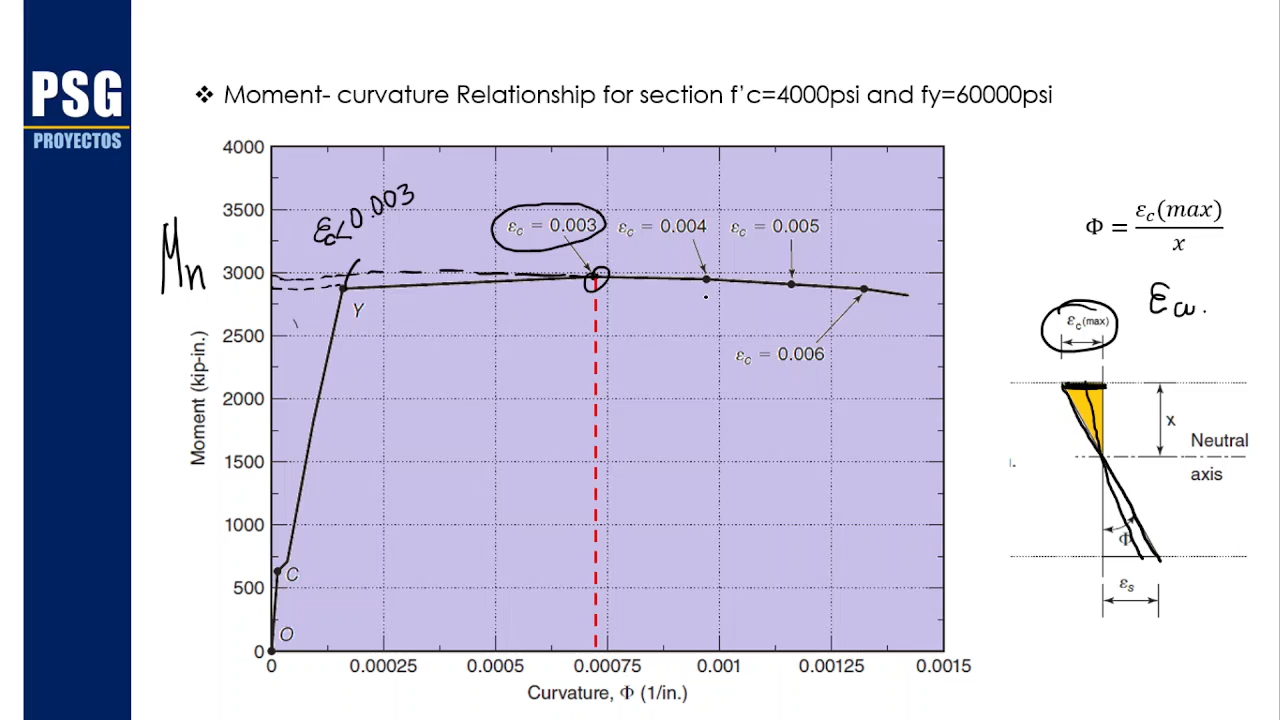 PSG
PROYECTOS
❖ Moment- curvature Relationship for section f'c=4000psi and fy=60000psi
4000
3500
3000
2500
2000
1500
1000
500
0
Moment (kip-in.)
Mn
εc<0.003
εc = 0.003
εc = 0.004
εc = 0.005
εc = 0.006
Y
C
O
0
0.00025
0.0005
0.00075
0.001
0.00125
0.0015
Curvature, Φ (1/in.)
Φ = εc(max)/x
εcu.
εc(max)
x
Neutral
axis
Φ
εs